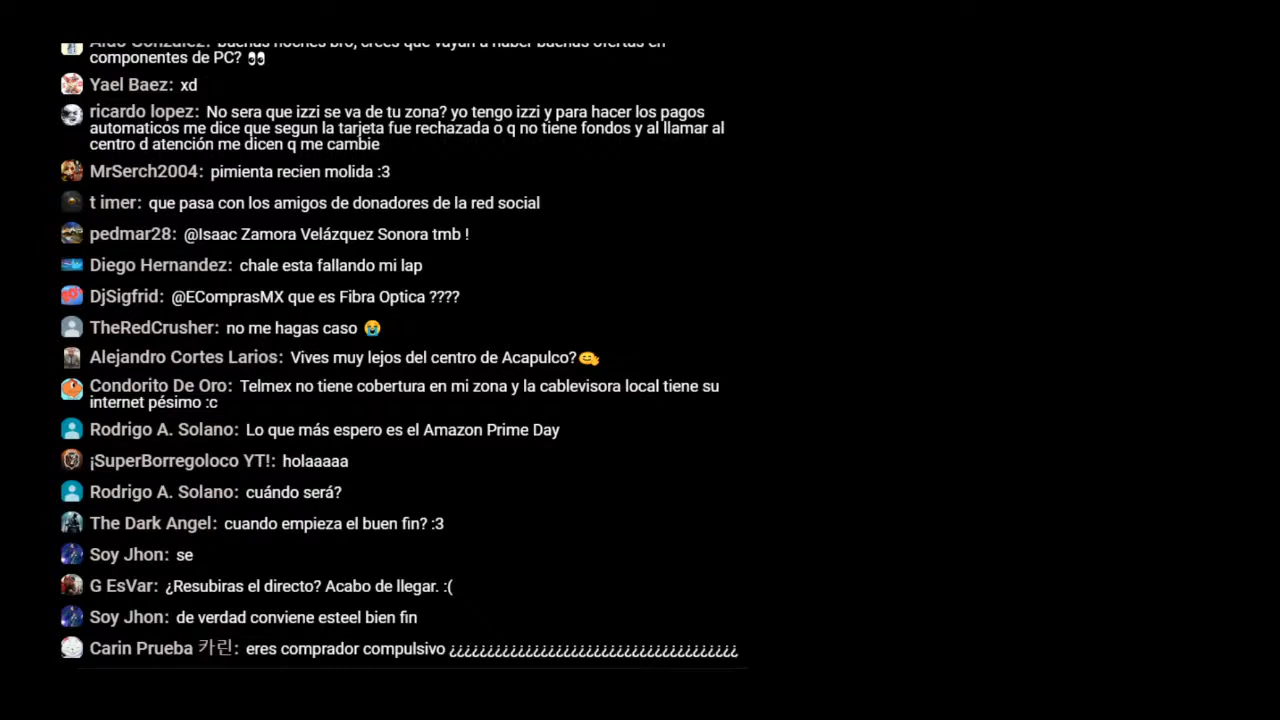 Aldo González: buenas noches bro, crees que vayan a haber buenas ofertas en
componentes de PC? 👀
Yael Baez: xd
ricardo lopez: No sera que izzi se va de tu zona? yo tengo izzi y para hacer los pagos
automaticos me dice que segun la tarjeta fue rechazada o q no tiene fondos y al llamar al
centro d atención me dicen q me cambie
MrSerch2004: pimienta recien molida :3
t imer: que pasa con los amigos de donadores de la red social
pedmar28: @Isaac Zamora Velázquez Sonora tmb !
Diego Hernandez: chale esta fallando mi lap
DjSigfrid: @EComprasMX que es Fibra Optica ????
TheRedCrusher: no me hagas caso 😭
Alejandro Cortes Larios: Vives muy lejos del centro de Acapulco?
Condorito De Oro: Telmex no tiene cobertura en mi zona y la cablevisora local tiene su
internet pésimo :c
Rodrigo A. Solano: Lo que más espero es el Amazon Prime Day
¡SuperBorregoloco YT!: holaaaaa
Rodrigo A. Solano: cuándo será?
The Dark Angel: cuando empieza el buen fin? :3
Soy Jhon: se
G EsVar: ¿Resubiras el directo? Acabo de llegar. :(
Soy Jhon: de verdad conviene esteel bien fin
Carin Prueba 카린: eres comprador compulsivo ¿¿¿¿¿¿¿¿¿¿¿¿¿¿¿¿¿¿¿¿¿¿¿¿¿¿¿¿¿¿¿¿¿¿¿¿¿¿